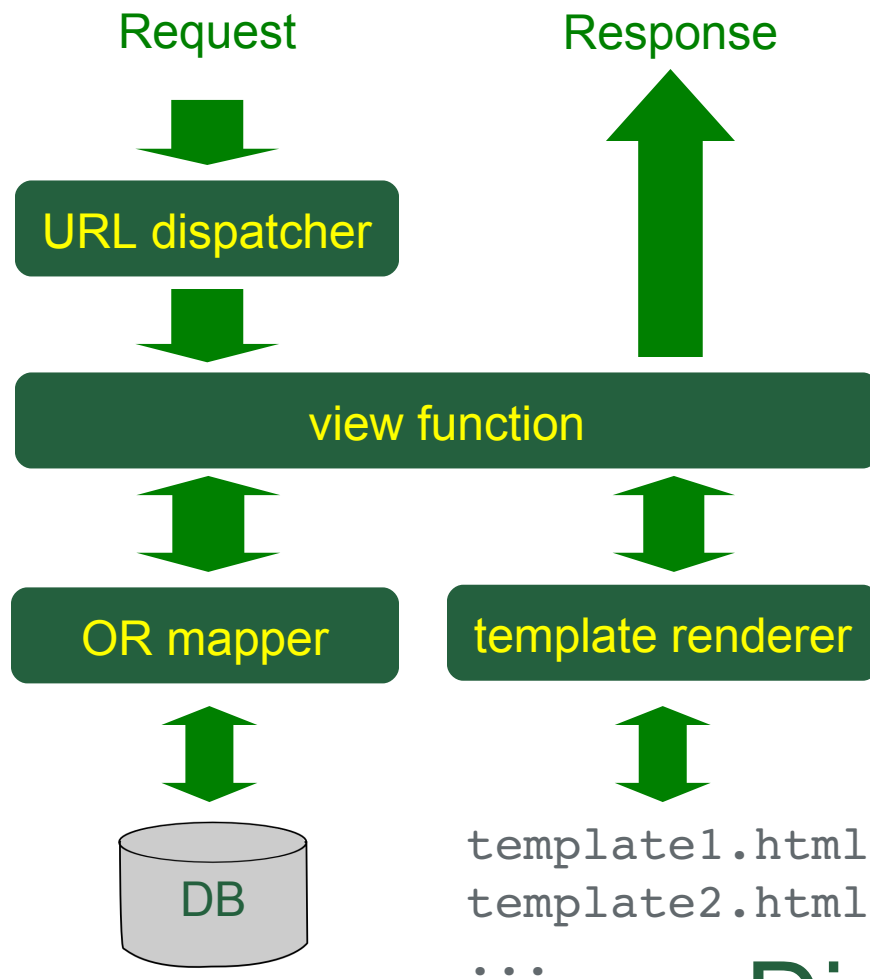 Request
Response
URL dispatcher
view function
OR mapper
template renderer
DB
template1.html
template2.html